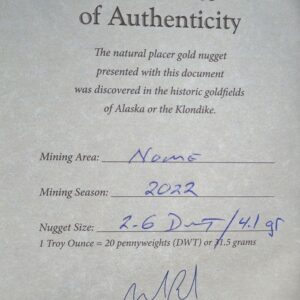 of Authenticity
The natural placer gold nugget
presented with this document
was discovered in the historic goldfields
of Alaska or the Klondike.
Mining Area: Nome
Mining Season: 2022
Nugget Size: 2.6 DWT/4.1 gr
1 Troy Ounce = 20 pennyweights (DWT) or 31.5 grams